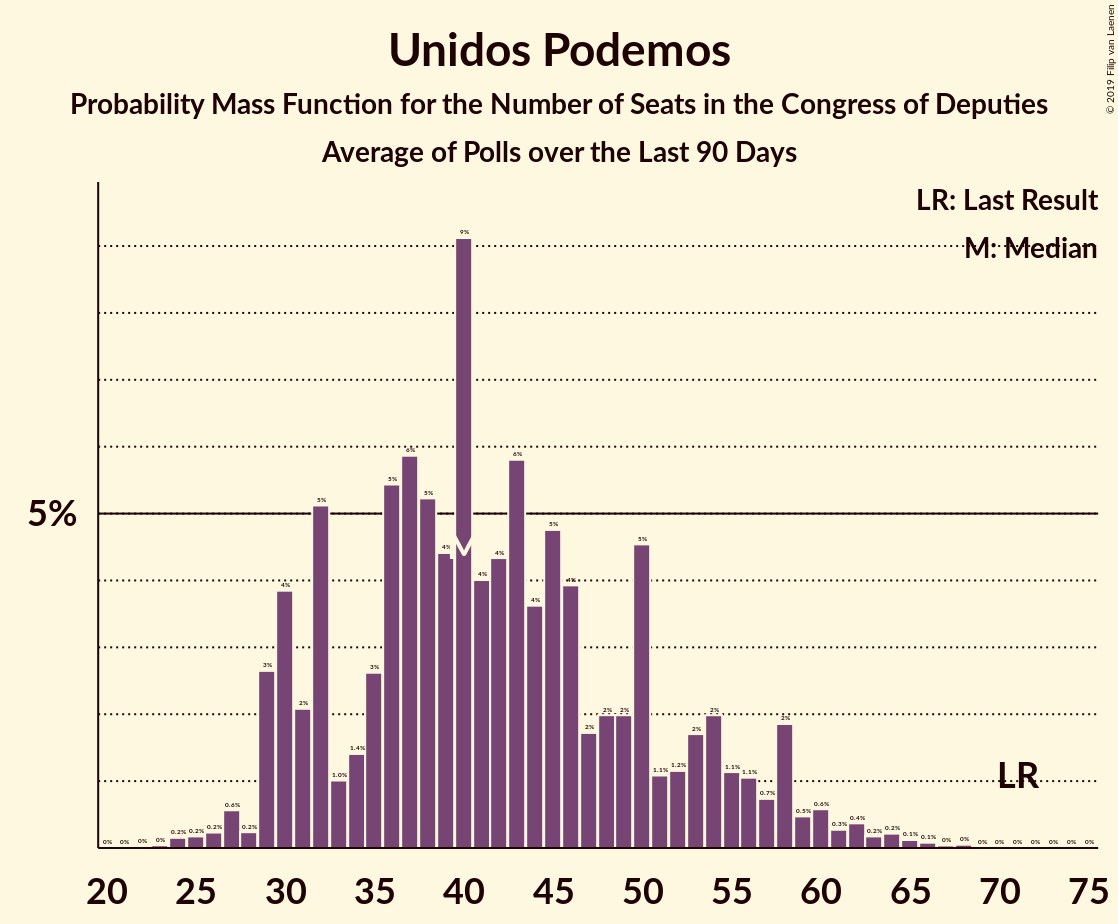 © 2019 Filip van Laenen
Unidos Podemos
Probability Mass Function for the Number of Seats in the Congress of Deputies
Average of Polls over the Last 90 Days
LR: Last Result
M: Median
5%
0% 0% 0% 0% 0.2% 0.2% 0.2% 0.6% 0.2% 3% 4% 2% 5% 1.0% 1.4% 3% 5% 6% 5% 4% 9% 4% 4% 6% 4% 5% 4% 2% 2% 2% 5% 1.1% 1.2% 2% 2% 1.1% 1.1% 0.7% 2% 0.5% 0.6% 0.3% 0.4% 0.2% 0.2% 0.1% 0.1% 0% 0% 0% 0% 0% 0% 0% 0% 0%
LR
20 25 30 35 40 45 50 55 60 65 70 75